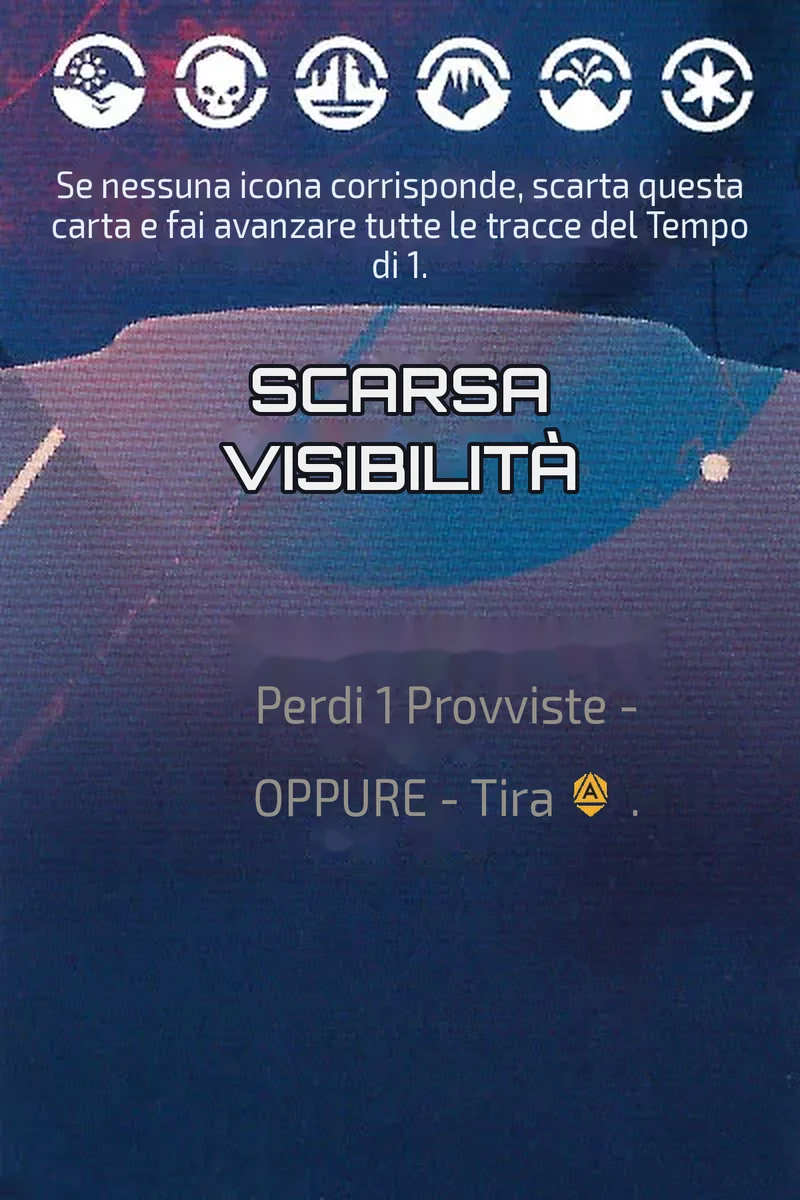 Se nessuna icona corrisponde, scarta questa
carta e fai avanzare tutte le tracce del Tempo
di 1.
SCARSA
VISIBILITÀ
Perdi 1 Provviste -
OPPURE - Tira A .